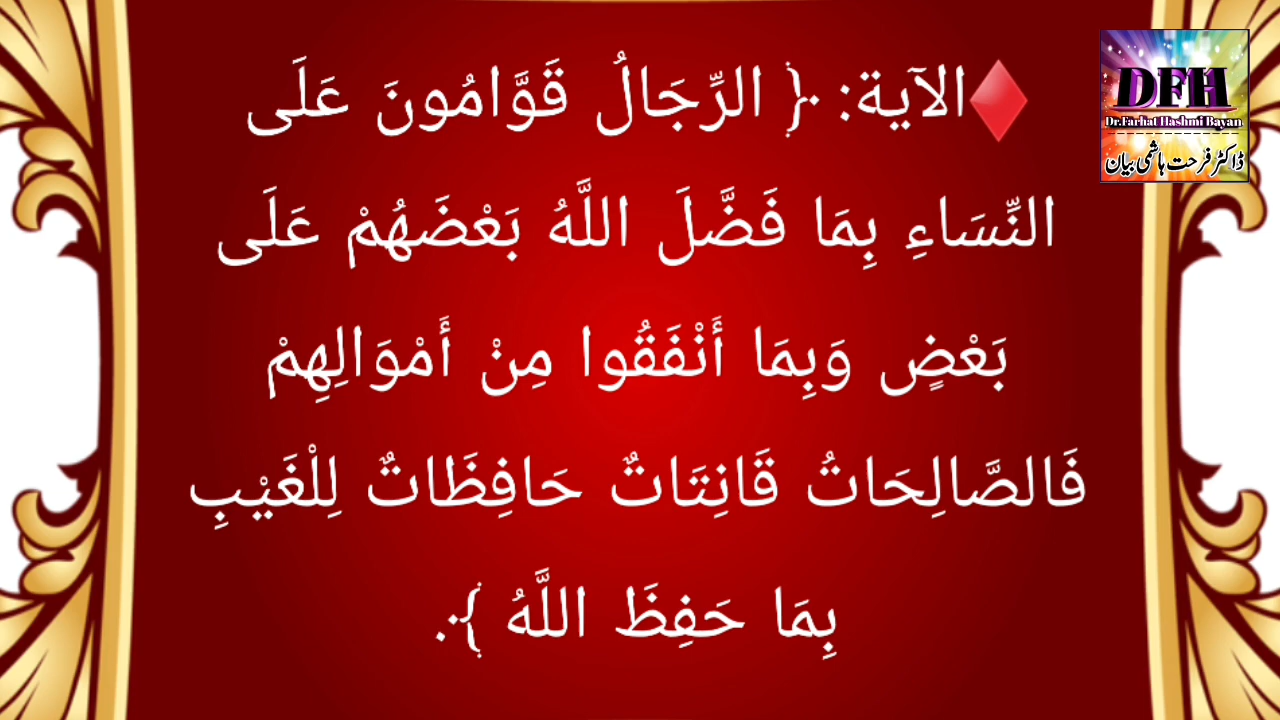 ♦️الآية: ﴿ الرِّجَالُ قَوَّامُونَ عَلَى
النِّسَاءِ بِمَا فَضَّلَ اللَّهُ بَعْضَهُمْ عَلَى
بَعْضٍ وَبِمَا أَنْفَقُوا مِنْ أَمْوَالِهِمْ
فَالصَّالِحَاتُ قَانِتَاتٌ حَافِظَاتٌ لِلْغَيْبِ
بِمَا حَفِظَ اللَّهُ ﴾.
DFH
Dr.Farhat Hashmi Bayan
ڈاکٹر فرحت ہاشمی بیان